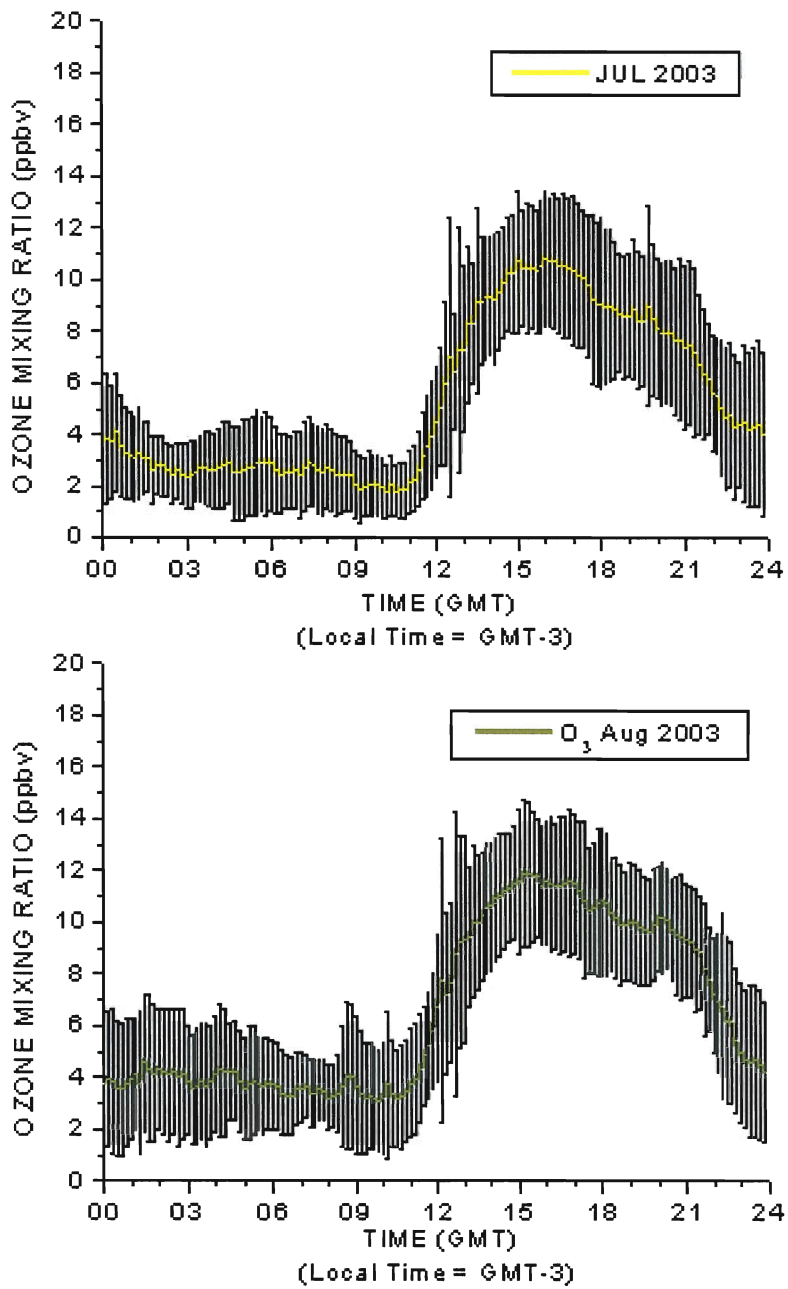 20
18
16
14
12
10
8
6
4
2
0
OZONE MIXING RATIO (ppbv)
JUL 2003
00 03 06 09 12 15 18 21 24
TIME (GMT)
(Local Time = GMT-3)
20
18
16
14
12
10
8
6
4
2
0
OZONE MIXING RATIO (ppbv)
O₃ Aug 2003
00 03 06 09 12 15 18 21 24
TIME (GMT)
(Local Time = GMT-3)